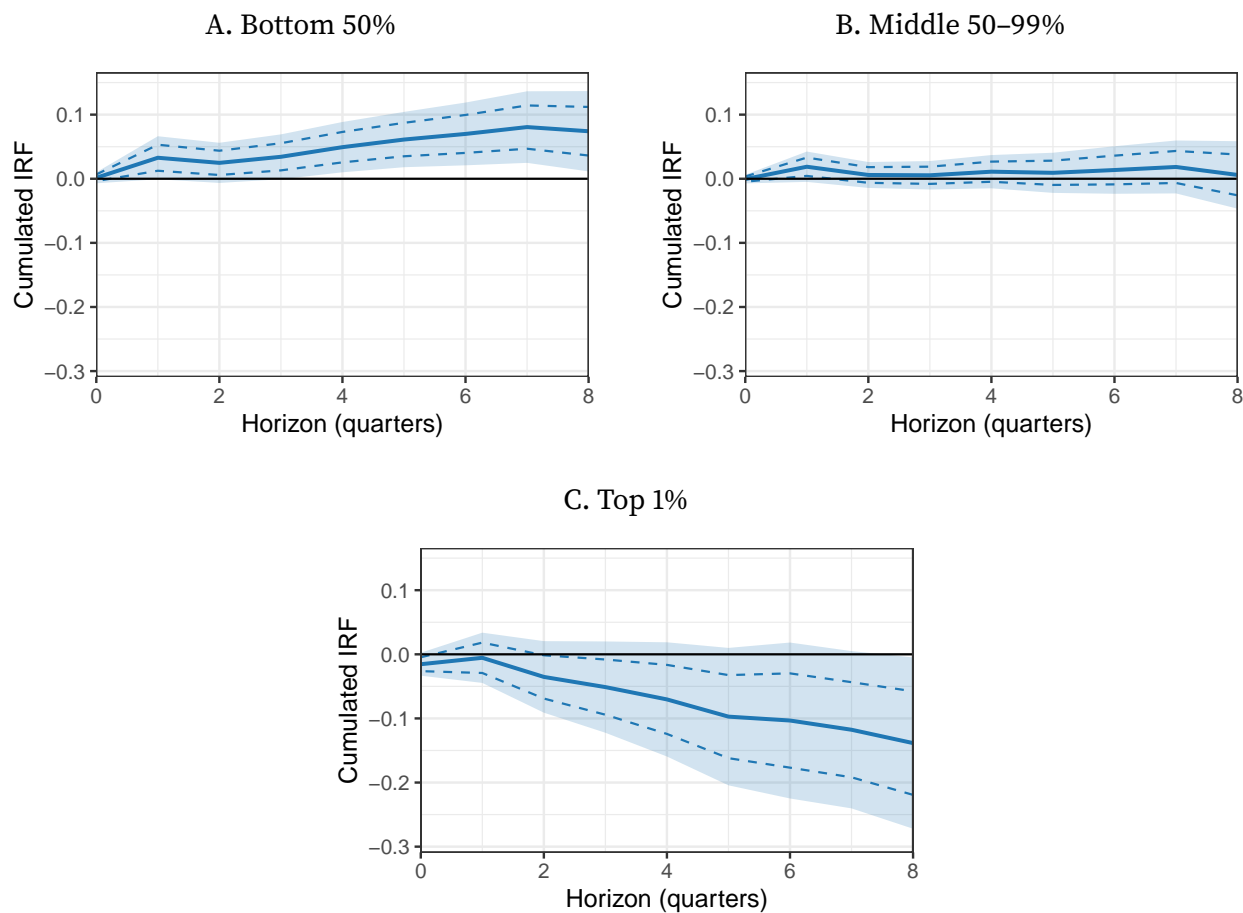 A. Bottom 50%
Cumulated IRF
0.1
0.0
−0.1
−0.2
−0.3
0 2 4 6 8
Horizon (quarters)
B. Middle 50–99%
Cumulated IRF
0.1
0.0
−0.1
−0.2
−0.3
0 2 4 6 8
Horizon (quarters)
C. Top 1%
Cumulated IRF
0.1
0.0
−0.1
−0.2
−0.3
0 2 4 6 8
Horizon (quarters)